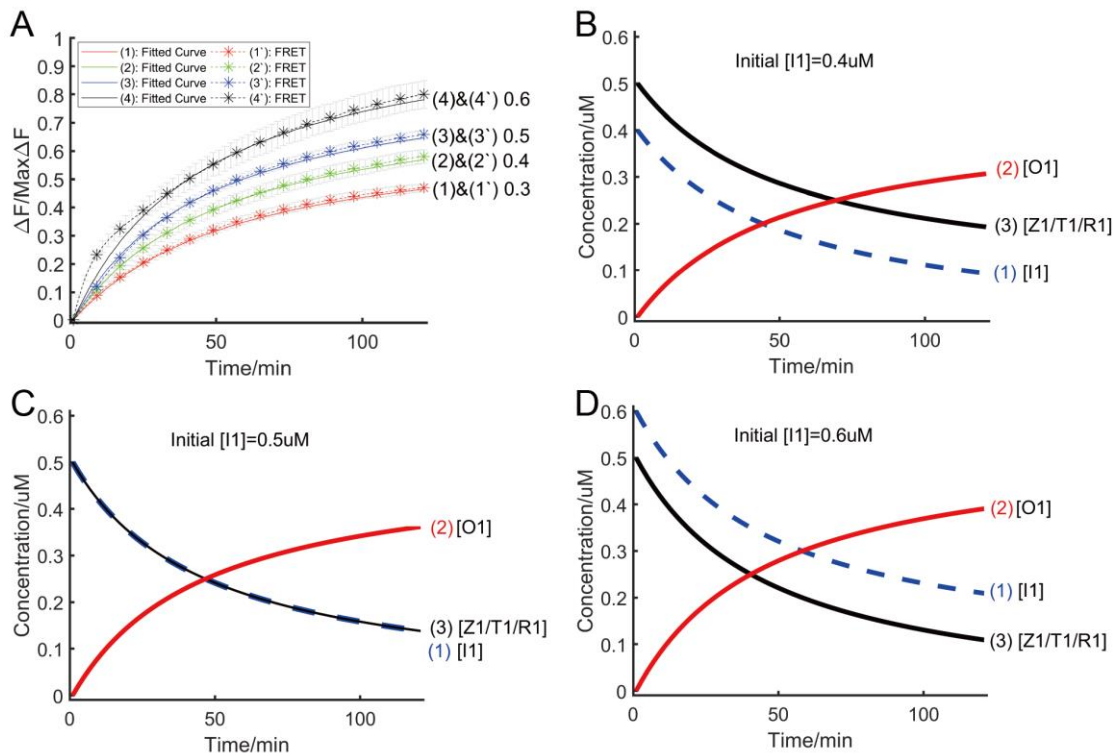 A
(1): Fitted Curve (1`): FRET
(2): Fitted Curve (2`): FRET
(3): Fitted Curve (3`): FRET
(4): Fitted Curve (4`): FRET
1
0.9
0.8
0.7
0.6
0.5
0.4
0.3
0.2
0.1
0
ΔF/MaxΔF
(4)&(4`) 0.6
(3)&(3`) 0.5
(2)&(2`) 0.4
(1)&(1`) 0.3
0 50 100
Time/min
B
Initial [I1]=0.4uM
0.6
0.5
0.4
0.3
0.2
0.1
0
Concentration/uM
(2) [O1]
(3) [Z1/T1/R1]
(1) [I1]
0 50 100
Time/min
C
Initial [I1]=0.5uM
0.6
0.5
0.4
0.3
0.2
0.1
0
Concentration/uM
(2) [O1]
(3) [Z1/T1/R1]
(1) [I1]
0 50 100
Time/min
D
Initial [I1]=0.6uM
0.6
0.5
0.4
0.3
0.2
0.1
0
Concentration/uM
(2) [O1]
(1) [I1]
(3) [Z1/T1/R1]
0 50 100
Time/min